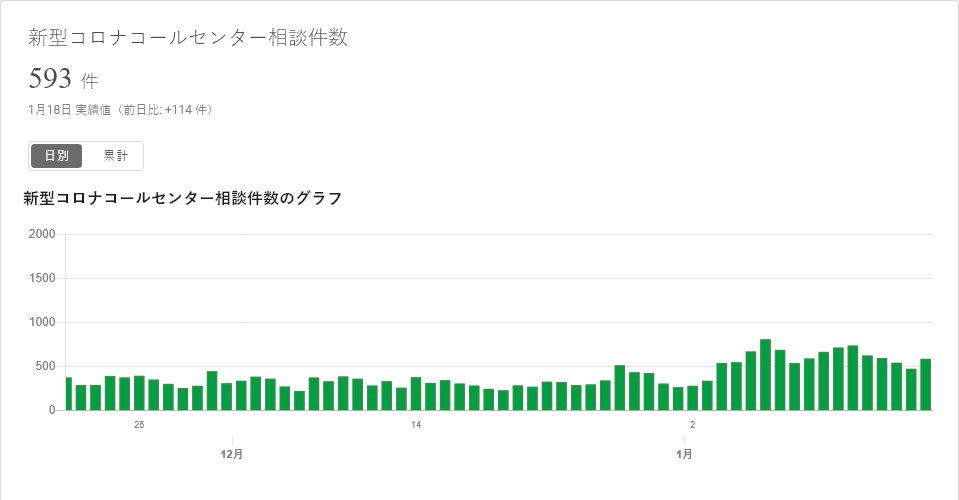 新型コロナコールセンター相談件数
593 件
1月18日 実績値（前日比: +114 件）
日別 累計
新型コロナコールセンター相談件数のグラフ
2000
1500
1000
500
0
25 14 2
12月 1月